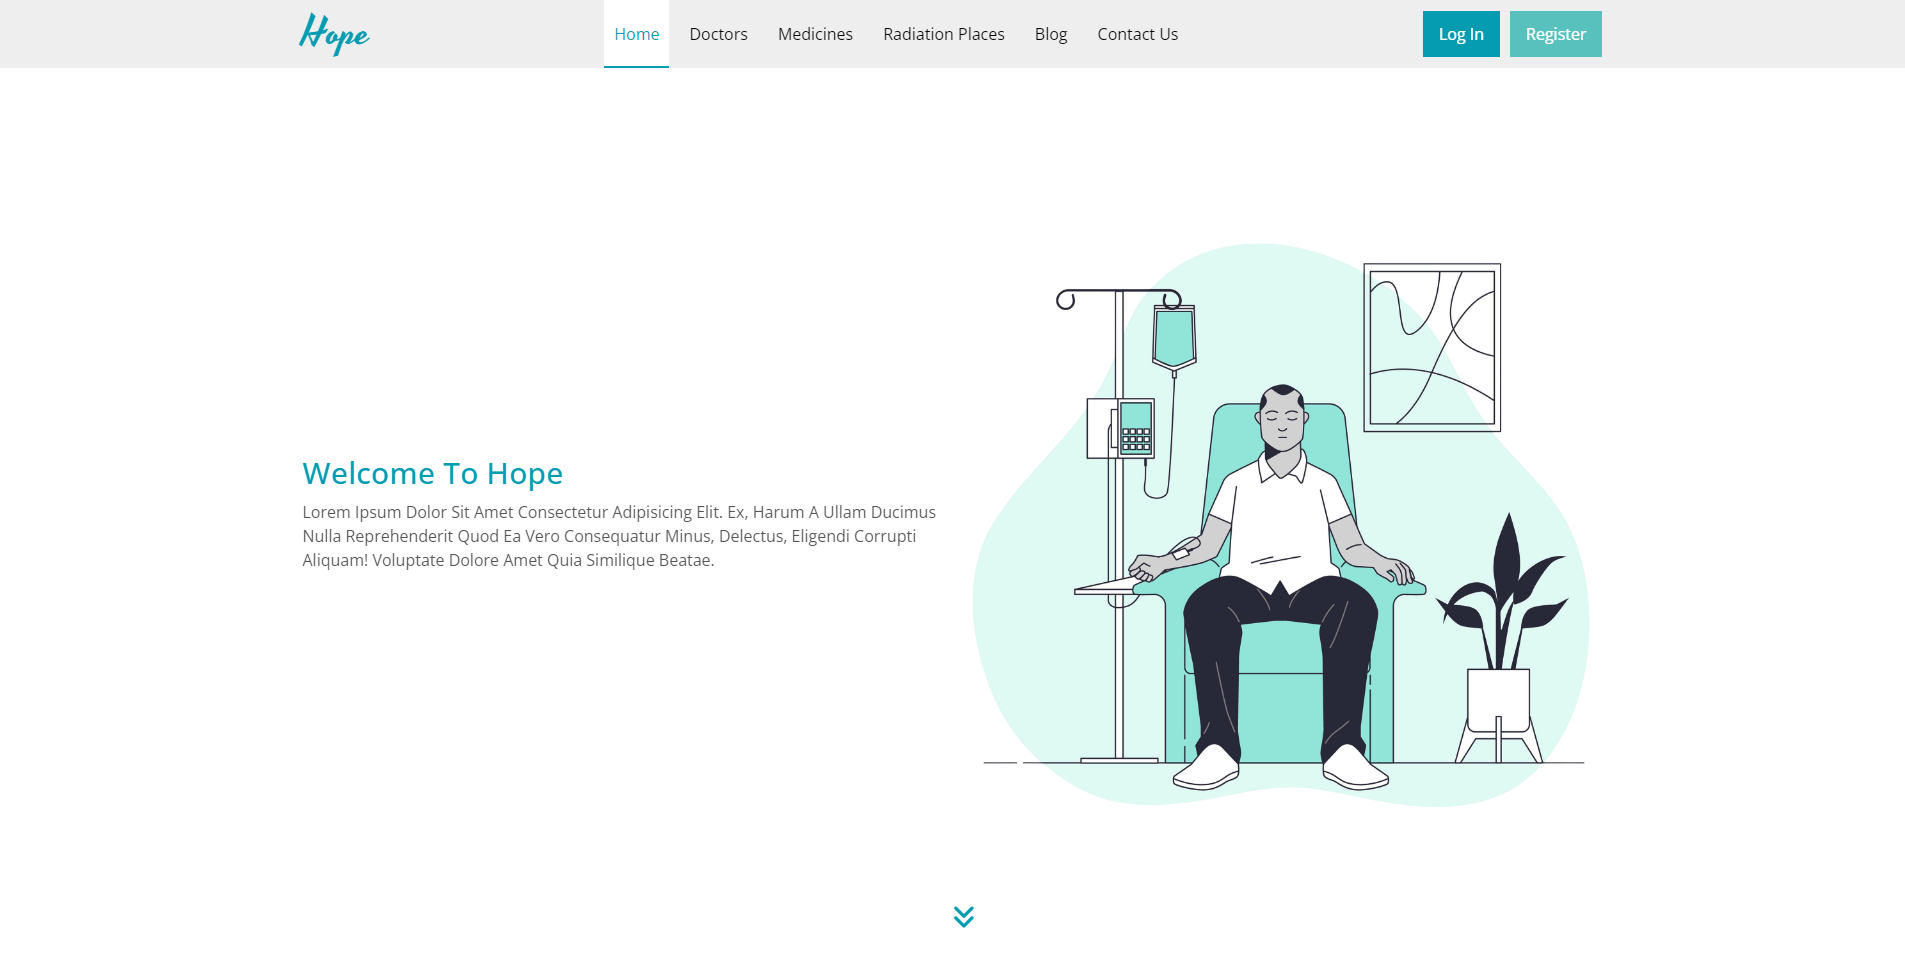 Hope
Home Doctors Medicines Radiation Places Blog Contact Us
Log In Register
Welcome To Hope
Lorem Ipsum Dolor Sit Amet Consectetur Adipisicing Elit. Ex, Harum A Ullam Ducimus
Nulla Reprehenderit Quod Ea Vero Consequatur Minus, Delectus, Eligendi Corrupti
Aliquam! Voluptate Dolore Amet Quia Similique Beatae.